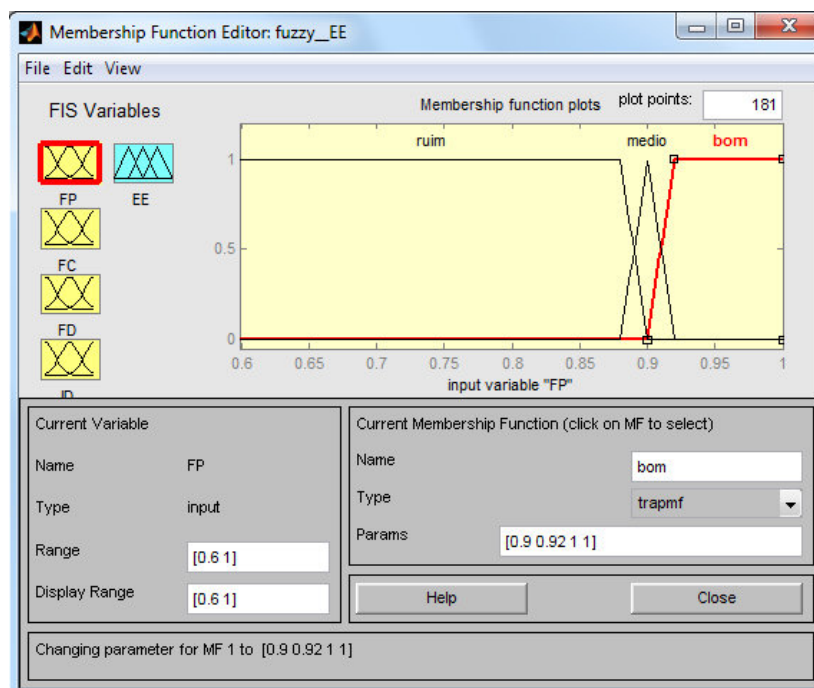 Membership Function Editor: fuzzy__EE
File Edit View
FIS Variables
Membership function plots
plot points:
181
FP
EE
FC
FD
ruim
medio
bom
1
0.5
0
0.6 0.65 0.7 0.75 0.8 0.85 0.9 0.95 1
input variable "FP"
Current Variable
Name FP
Type input
Range [0.6 1]
Display Range [0.6 1]
Current Membership Function (click on MF to select)
Name bom
Type trapmf
Params [0.9 0.92 1 1]
Help
Close
Changing parameter for MF 1 to [0.9 0.92 1 1]